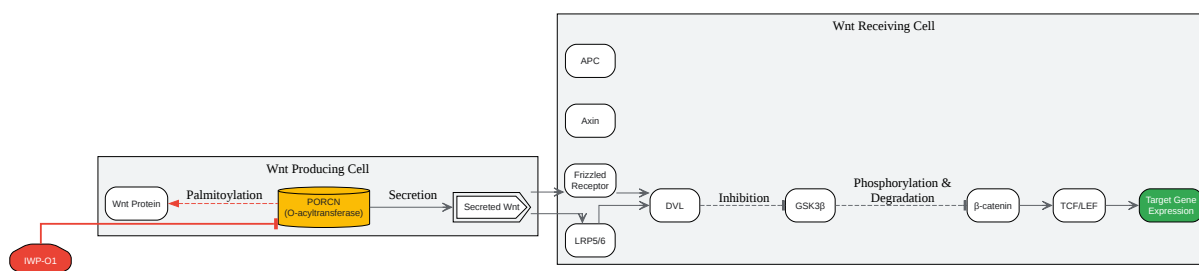 Wnt Receiving Cell
APC
Axin
Wnt Producing Cell
Frizzled
Receptor
Wnt Protein
Palmitoylation
PORCN
(O-acyltransferase)
Secretion
Secreted Wnt
DVL
Inhibition
GSK3β
Phosphorylation &
Degradation
β-catenin
TCF/LEF
Target Gene
Expression
LRP5/6
IWP-O1